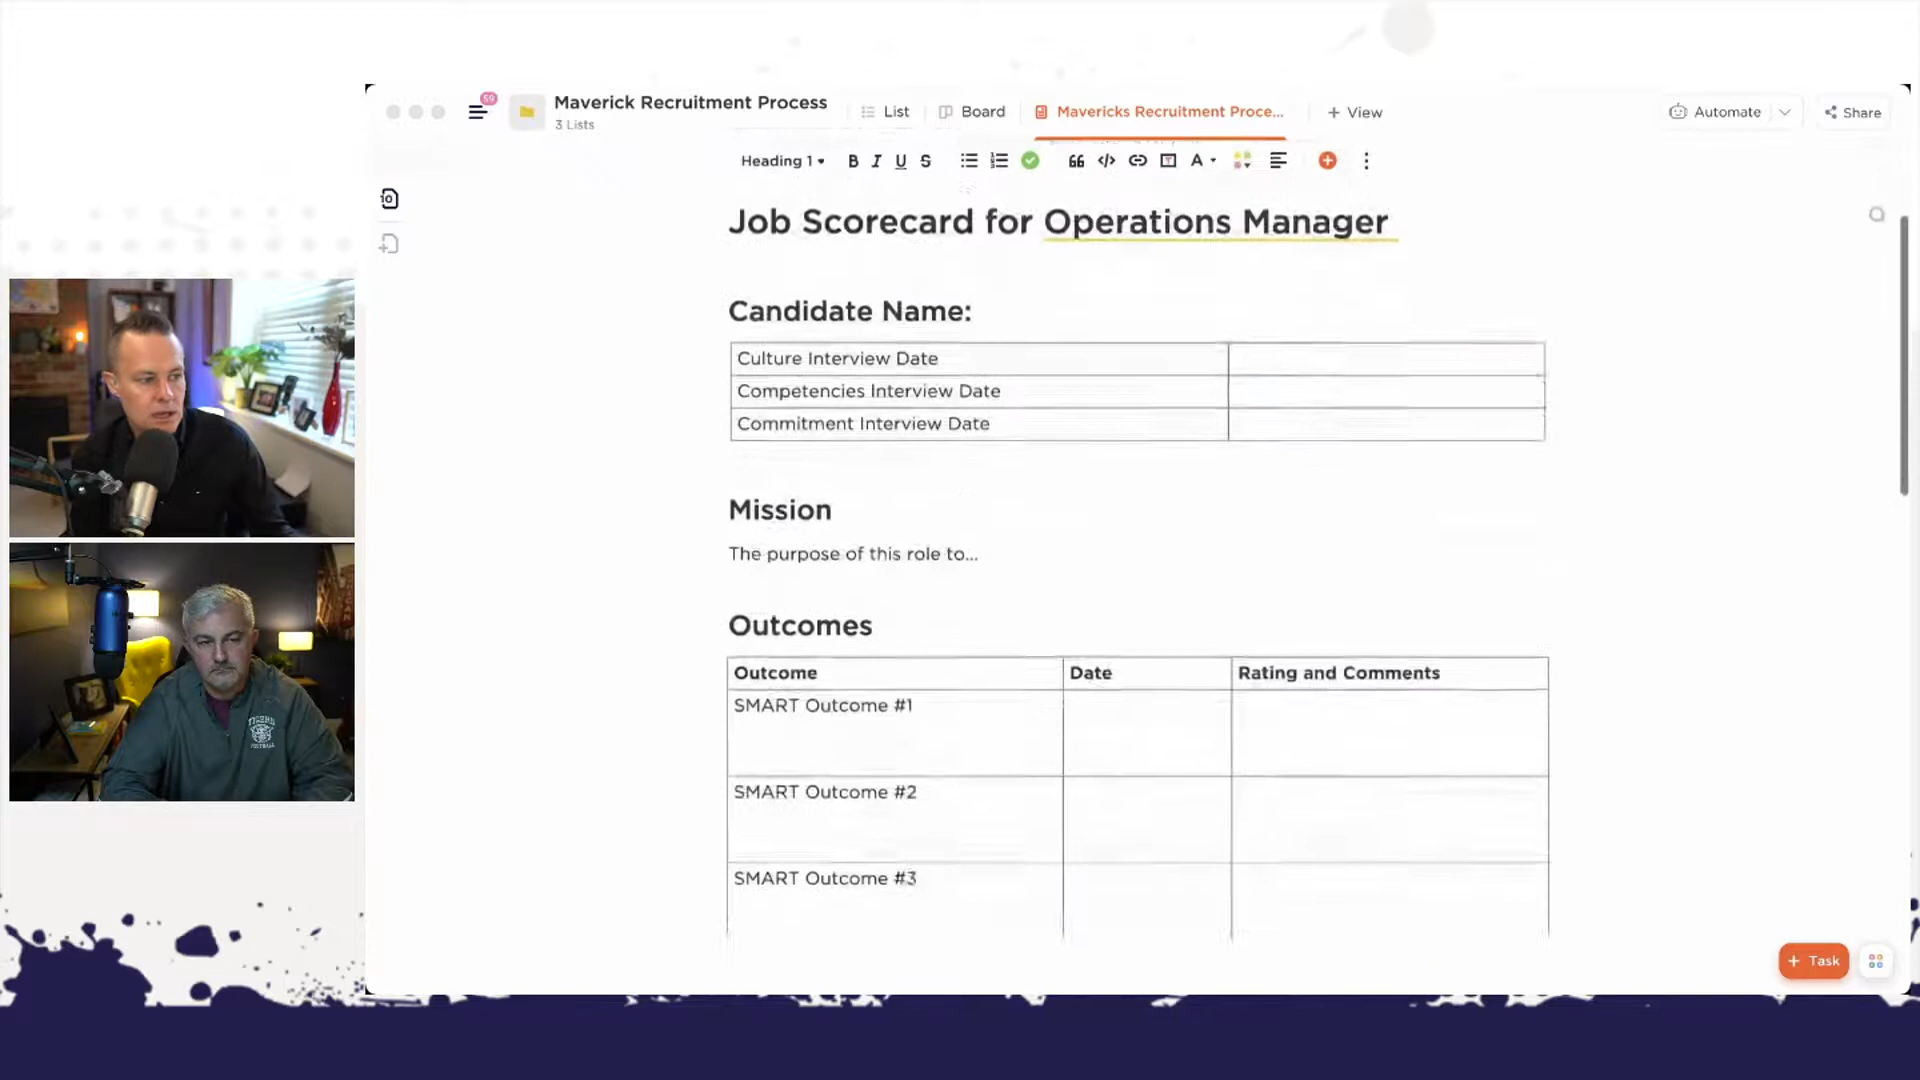 59
Maverick Recruitment Process
3 Lists
List
Board
Mavericks Recruitment Proce...
+ View
Automate
Share
Heading 1
B I U S
A
Job Scorecard for Operations Manager
Candidate Name:
Culture Interview Date
Competencies Interview Date
Commitment Interview Date
Mission
The purpose of this role to...
Outcomes
Outcome Date Rating and Comments
SMART Outcome #1
SMART Outcome #2
SMART Outcome #3
+ Task
FOOTBALL